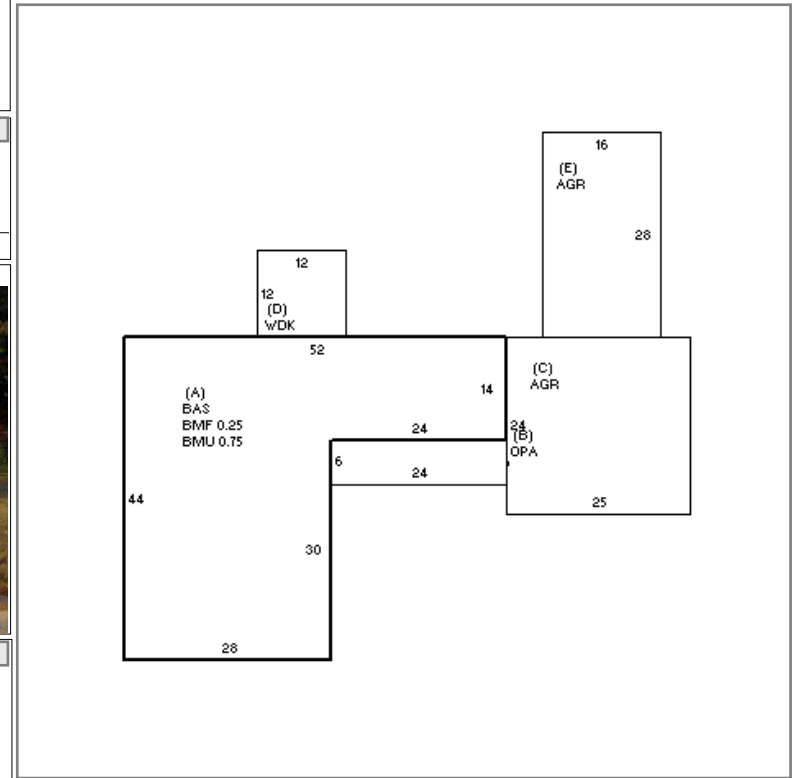 16
(E)
AGR
28
12
12
(D)
WDK
52
(A)
BAS
BMF 0.25
BMU 0.75
14
(C)
AGR
24
24
(B)
OPA
6
24
44
25
30
28